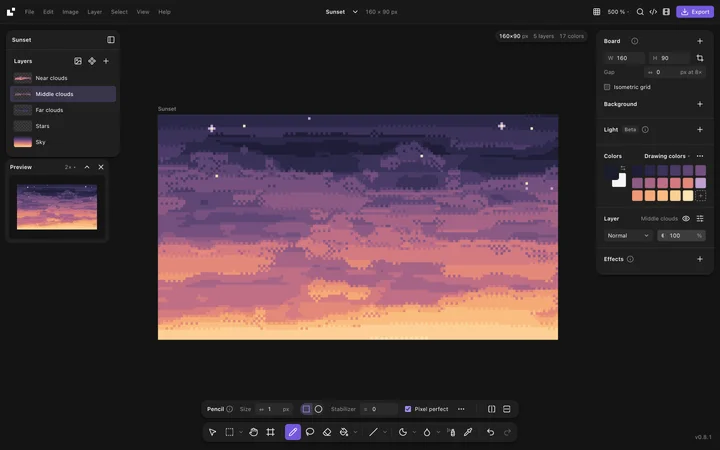 File Edit Image Layer Select View Help
Sunset 160 × 90 px
500 % Export
Sunset
Layers
Near clouds
Middle clouds
Far clouds
Stars
Sky
Preview 2×
160×90 px 5 layers 17 colors
Sunset
Board
W 160 H 90
Gap 0 px at 8×
Isometric grid
Background
Light Beta
Colors Drawing colors
Layer Middle clouds
Normal 100 %
Effects
Pencil Size 1 px Stabilizer 0 Pixel perfect
v0.8.1